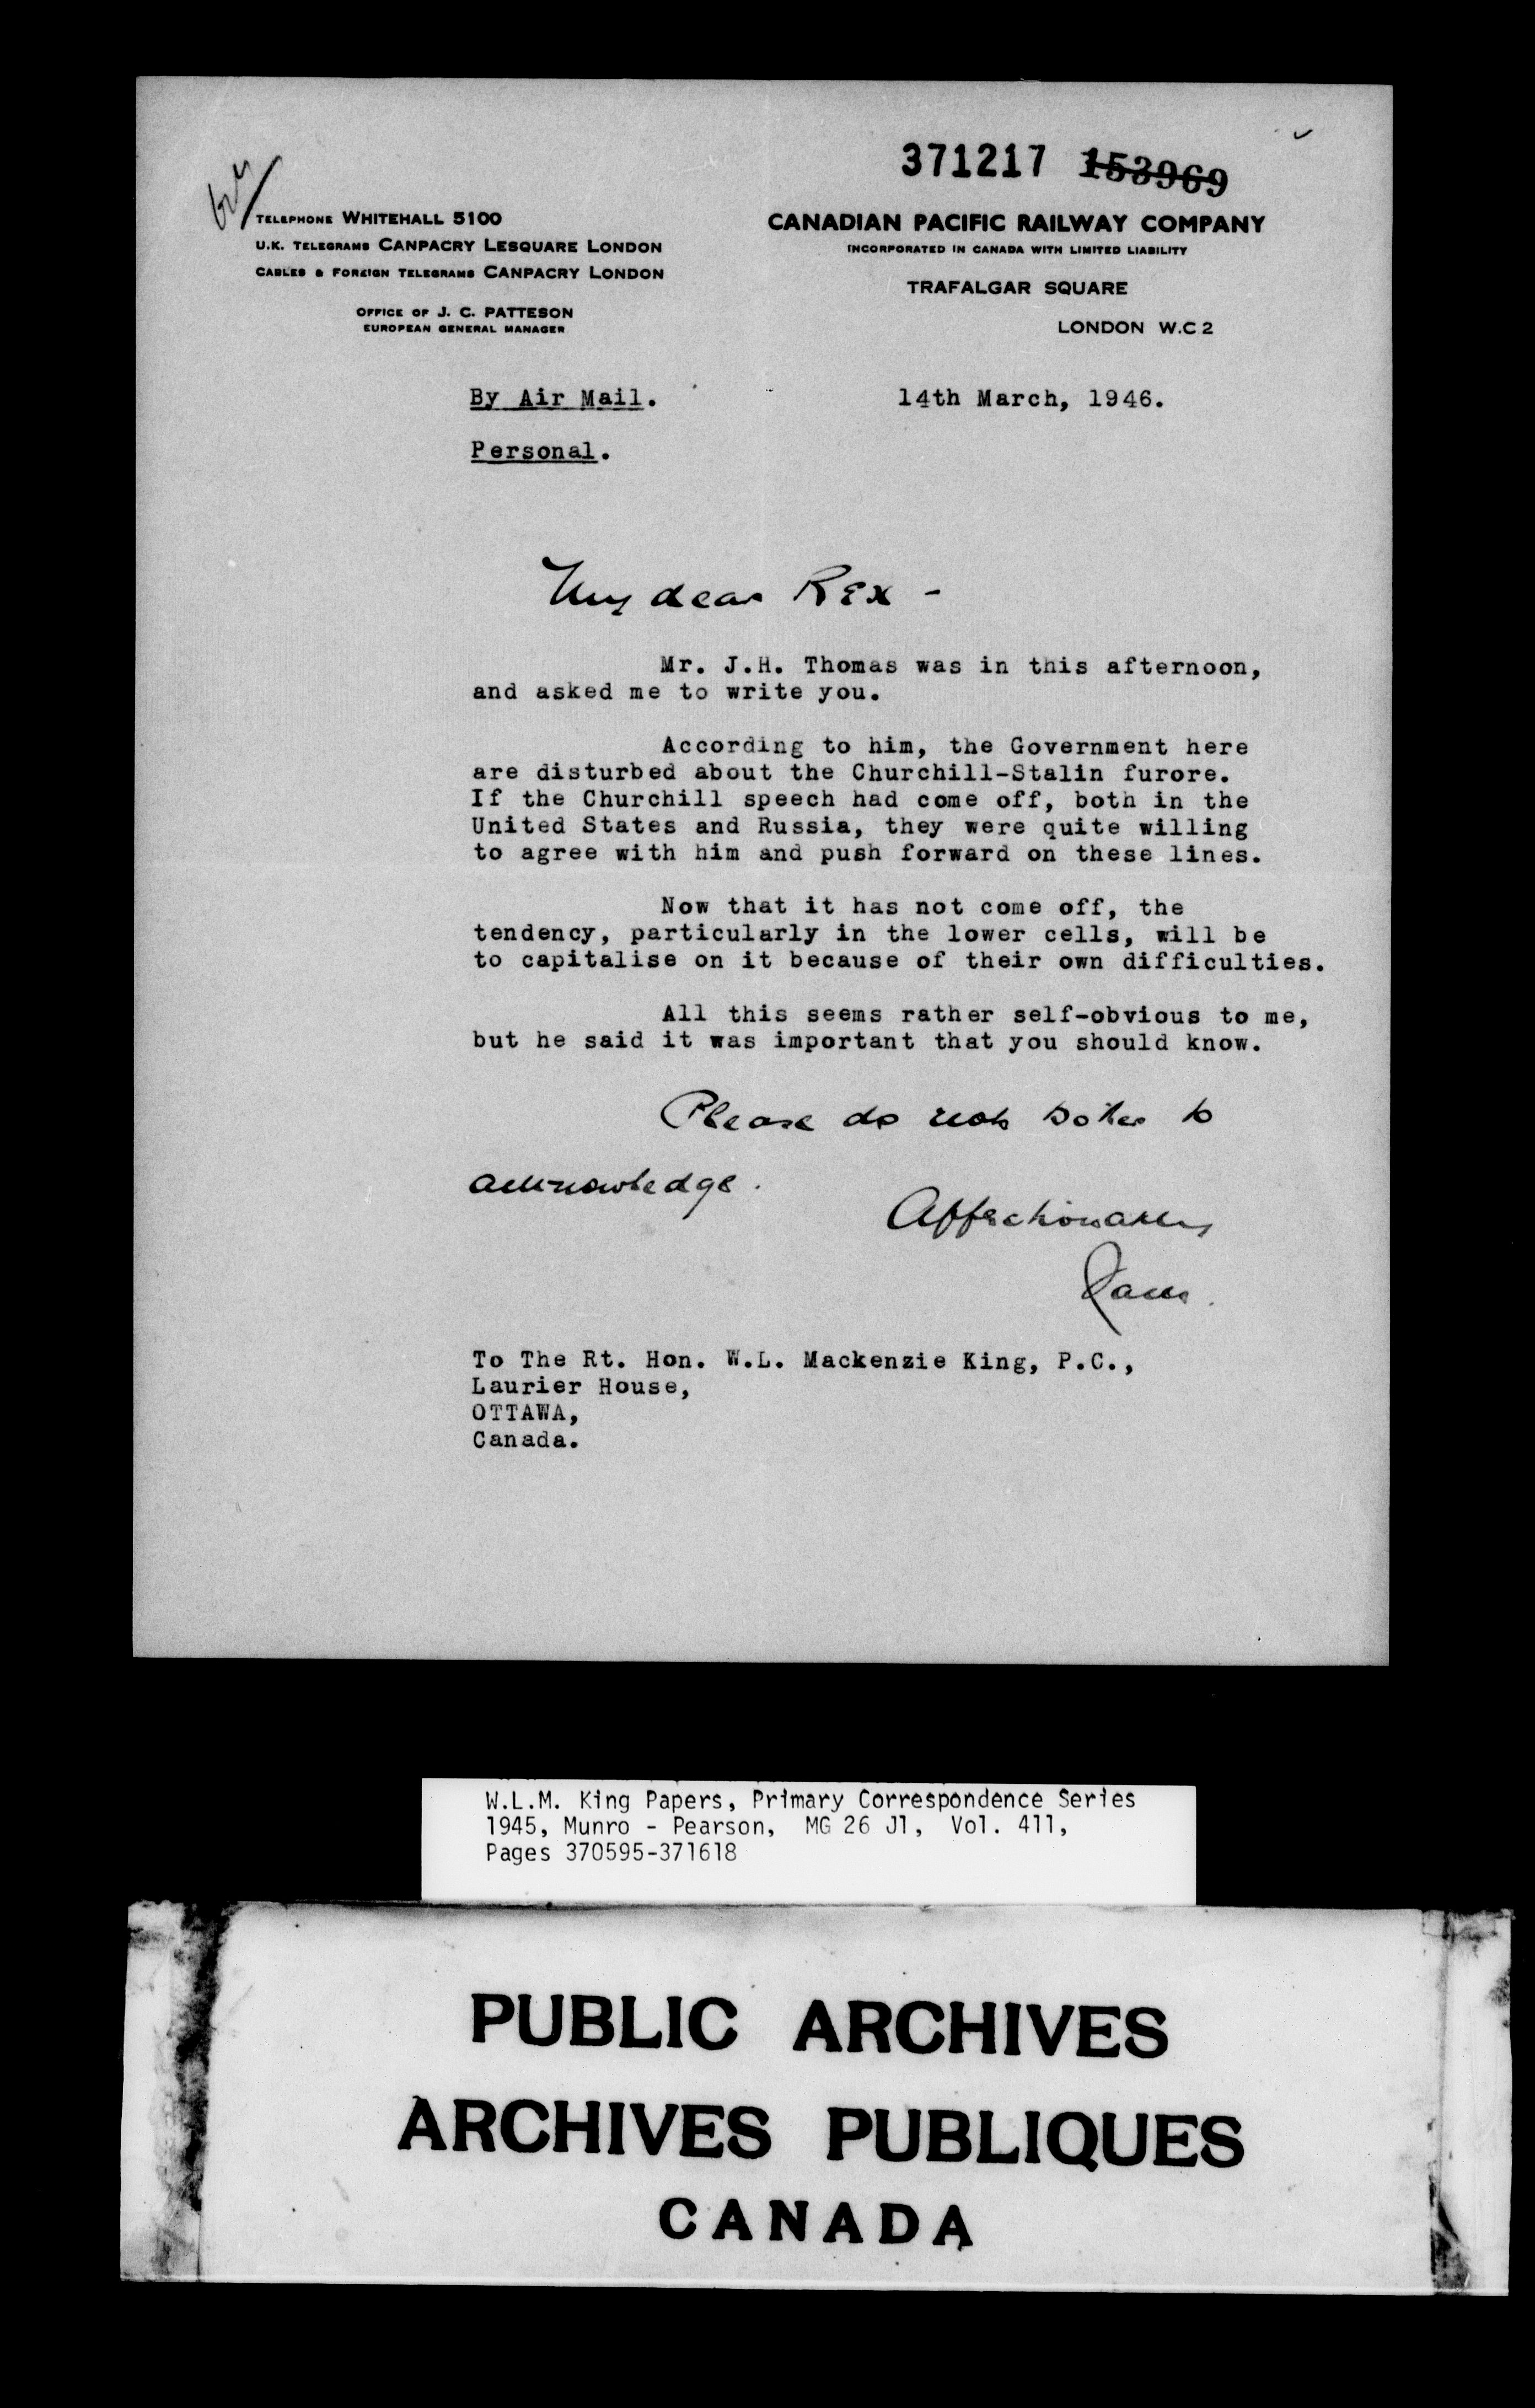 371217 153969
TELEPHONE WHITEHALL 5100
U.K. TELEGRAMS CANPACRY LESQUARE LONDON
CABLES & FOREIGN TELEGRAMS CANPACRY LONDON
OFFICE OF J. C. PATTESON
EUROPEAN GENERAL MANAGER
CANADIAN PACIFIC RAILWAY COMPANY
INCORPORATED IN CANADA WITH LIMITED LIABILITY
TRAFALGAR SQUARE
LONDON W.C 2
By Air Mail. 14th March, 1946.
Personal.
My dear REx -
Mr. J.H. Thomas was in this afternoon,
and asked me to write you.
According to him, the Government here
are disturbed about the Churchill-Stalin furore.
If the Churchill speech had come off, both in the
United States and Russia, they were quite willing
to agree with him and push forward on these lines.
Now that it has not come off, the
tendency, particularly in the lower cells, will be
to capitalise on it because of their own difficulties.
All this seems rather self-obvious to me,
but he said it was important that you should know.
Please do not bother to
acknowledge.
Affectionately
To The Rt. Hon. W.L. Mackenzie King, P.C.,
Laurier House,
OTTAWA,
Canada.
W.L.M. King Papers, Primary Correspondence Series
1945, Munro - Pearson, MG 26 J1, Vol. 411,
Pages 370595-371618
PUBLIC ARCHIVES
ARCHIVES PUBLIQUES
CANADA